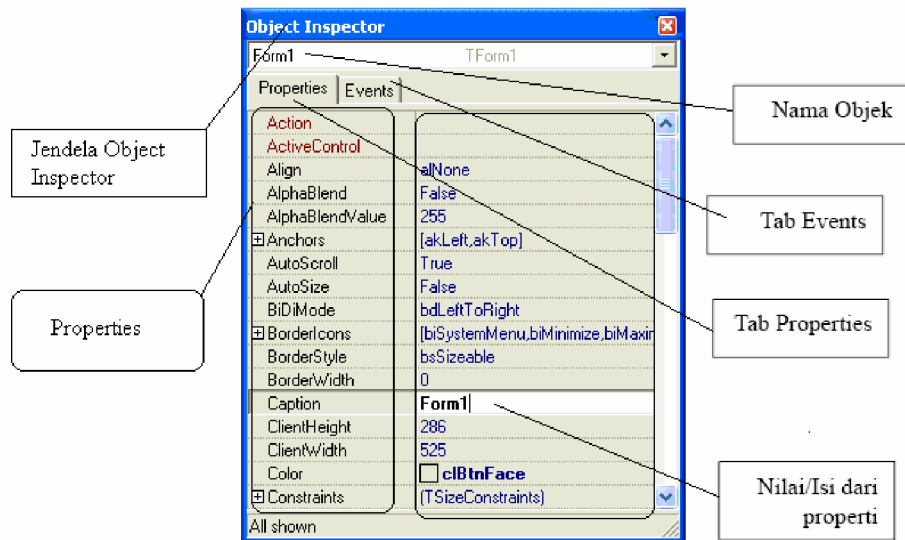 Object Inspector
Form1 TForm1
Properties Events
Action
ActiveControl
Align alNone
AlphaBlend False
AlphaBlendValue 255
Anchors [akLeft,akTop]
AutoScroll True
AutoSize False
BiDiMode bdLeftToRight
BorderIcons [biSystemMenu,biMinimize,biMaxim
BorderStyle bsSizeable
BorderWidth 0
Caption Form1
ClientHeight 286
ClientWidth 525
Color clBtnFace
Constraints (TSizeConstraints)
All shown
Jendela Object
Inspector
Properties
Nama Objek
Tab Events
Tab Properties
Nilai/Isi dari
properti